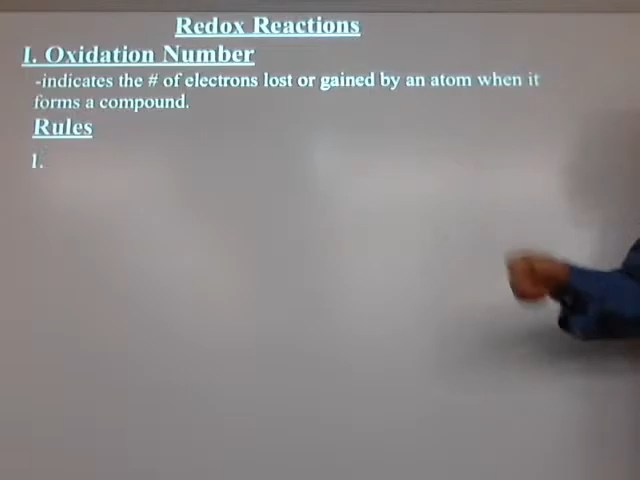 Redox Reactions
I. Oxidation Number
-indicates the # of electrons lost or gained by an atom when it
forms a compound.
Rules
1.